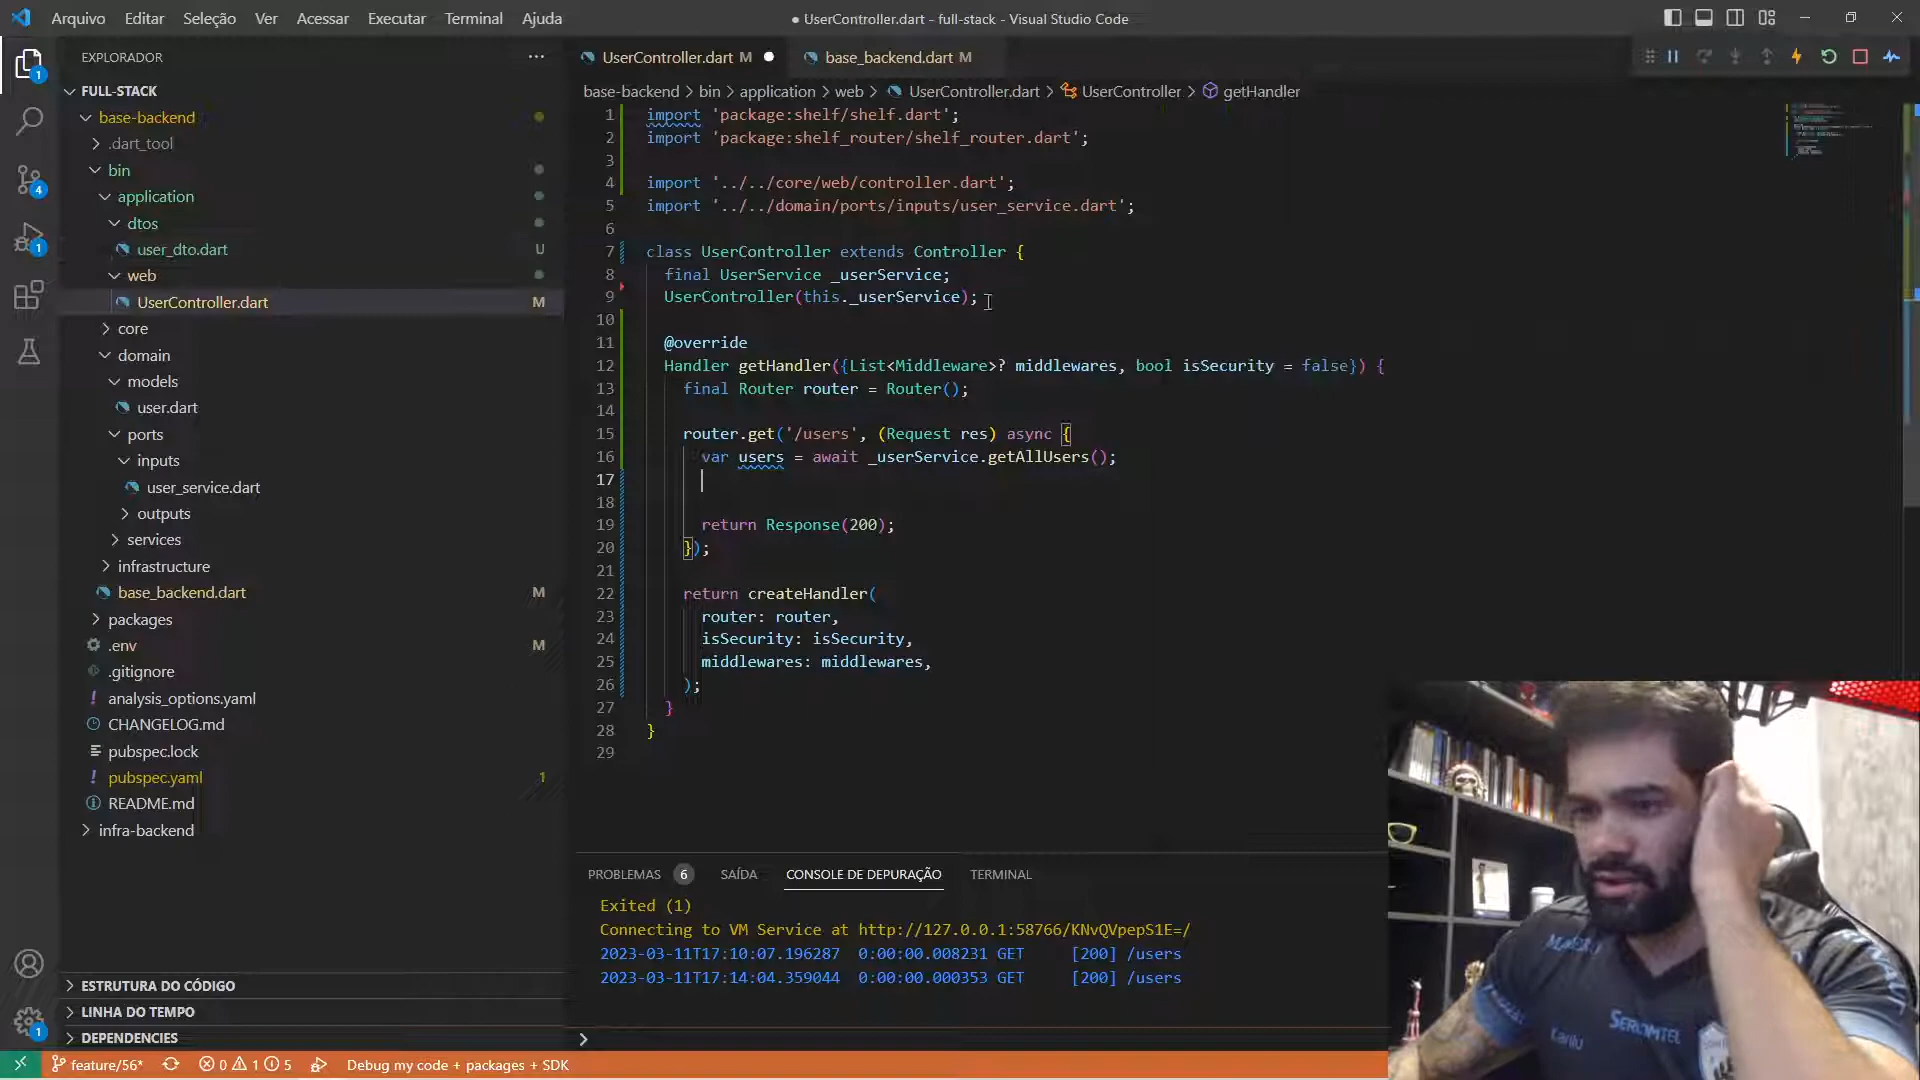 Arquivo Editar Seleção Ver Acessar Executar Terminal Ajuda
● UserController.dart - full-stack - Visual Studio Code
EXPLORADOR
FULL-STACK
base-backend
.dart_tool
bin
application
dtos
user_dto.dart U
web
UserController.dart M
core
domain
models
user.dart
ports
inputs
user_service.dart
outputs
services
infrastructure
base_backend.dart M
packages
.env M
.gitignore
analysis_options.yaml
CHANGELOG.md
pubspec.lock
pubspec.yaml 1
README.md
infra-backend
ESTRUTURA DO CÓDIGO
LINHA DO TEMPO
DEPENDENCIES
1
4
1
1
UserController.dart M ● base_backend.dart M
base-backend > bin > application > web > UserController.dart > UserController > getHandler
1 import 'package:shelf/shelf.dart';
2 import 'package:shelf_router/shelf_router.dart';
3
4 import '../../core/web/controller.dart';
5 import '../../domain/ports/inputs/user_service.dart';
6
7 class UserController extends Controller {
8 final UserService _userService;
9 UserController(this._userService);
10
11 @override
12 Handler getHandler({List<Middleware>? middlewares, bool isSecurity = false}) {
13 final Router router = Router();
14
15 router.get('/users', (Request res) async {
16 var users = await _userService.getAllUsers();
17
18
19 return Response(200);
20 });
21
22 return createHandler(
23 router: router,
24 isSecurity: isSecurity,
25 middlewares: middlewares,
26 );
27 }
28 }
29
PROBLEMAS 6 SAÍDA CONSOLE DE DEPURAÇÃO TERMINAL
Exited (1)
Connecting to VM Service at http://127.0.0.1:58766/KNvQVpepS1E=/
2023-03-11T17:10:07.196287 0:00:00.008231 GET [200] /users
2023-03-11T17:14:04.359044 0:00:00.000353 GET [200] /users
feature/56* 0 1 5 Debug my code + packages + SDK
SERCOMTEL